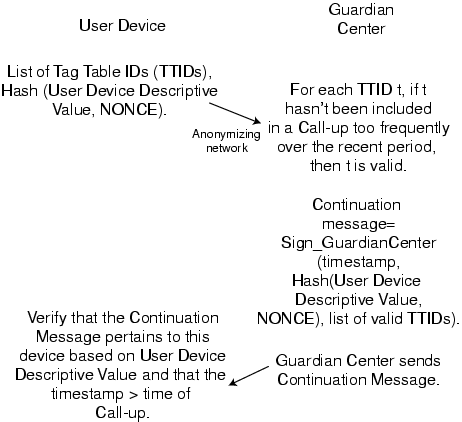 User Device
Guardian
Center
List of Tag Table IDs (TTIDs),
Hash (User Device Descriptive
Value, NONCE).
Anonymizing
network
For each TTID t, if t
hasn't been included
in a Call-up too frequently
over the recent period,
then t is valid.
Continuation
message=
Sign_GuardianCenter
(timestamp,
Hash(User Device
Descriptive Value,
NONCE), list of valid TTIDs).
Guardian Center sends
Continuation Message.
Verify that the Continuation
Message pertains to this
device based on User Device
Descriptive Value and that the
timestamp > time of
Call-up.